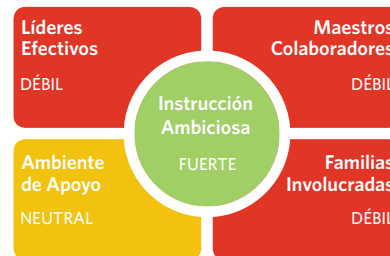 Líderes
Efectivos
DÉBIL
Maestros
Colaboradores
DÉBIL
Instrucción
Ambiciosa
FUERTE
Ambiente
de Apoyo
NEUTRAL
Familias
Involucradas
DÉBIL